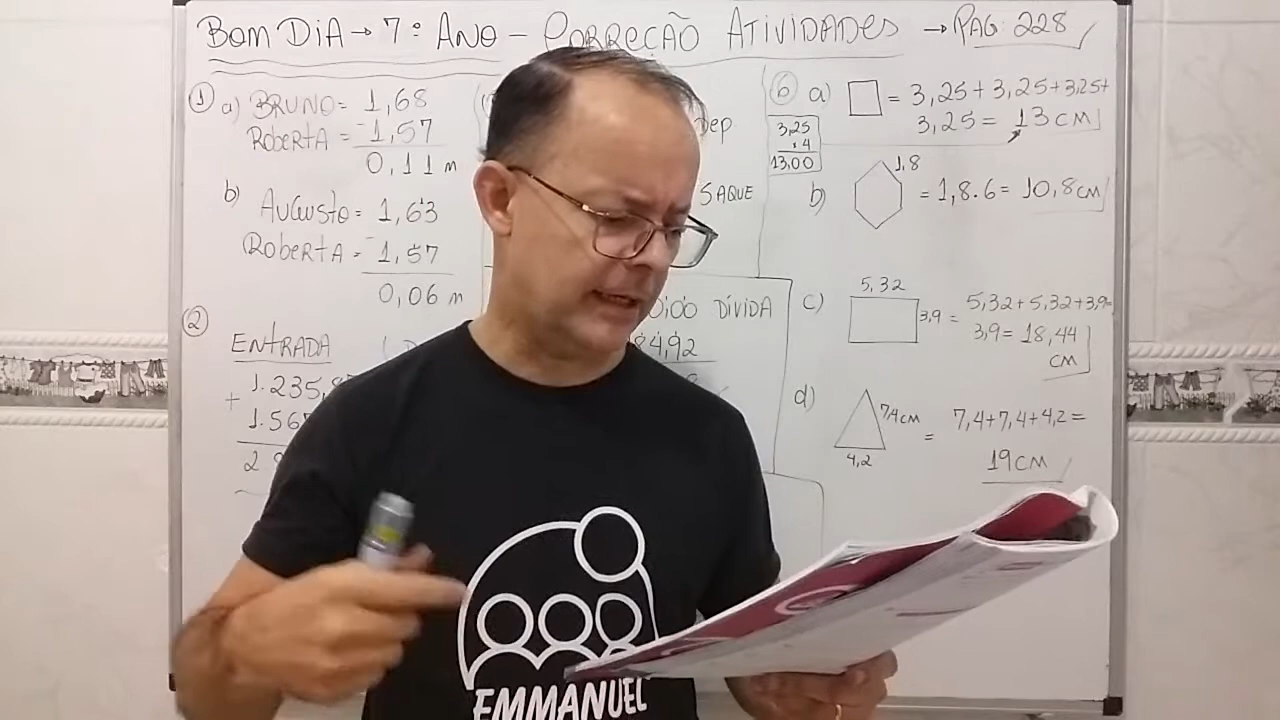 BOM DIA → 7º ANO - CORREÇÃO ATIVIDADES → PAG: 228
① a) BRUNO = 1,68
ROBERTA = -1,57
0,11 m
b) AUGUSTO = 1,63
ROBERTA = -1,57
0,06 m
②
ENTRADA
1.235,8
+ 1.56
2 8
DEP
SAQUE
0,00 DÍVIDA
84,92
⑥ a) = 3,25 + 3,25 + 3,25 +
3,25 = 13 CM
3,25
× 4
13,00
b) 1,8 = 1,8 . 6 = 10,8 cm
c) 5,32
3,9 = 5,32 + 5,32 + 3,9 +
3,9 = 18,44
CM
d) 7,4 cm
4,2
= 7,4 + 7,4 + 4,2 =
19 CM
EMMANUEL